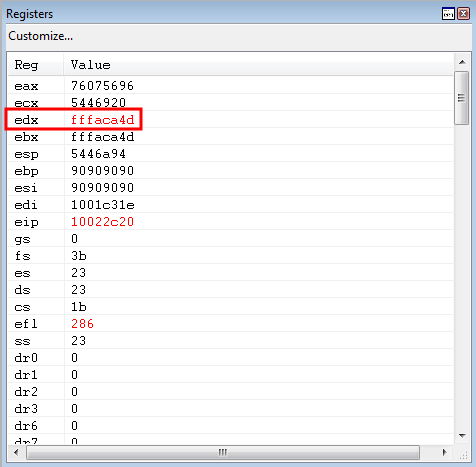 Registers
Customize...
Reg Value
eax 76075696
ecx 5446920
edx fffaca4d
ebx fffaca4d
esp 5446a94
ebp 90909090
esi 90909090
edi 1001c31e
eip 10022c20
gs 0
fs 3b
es 23
ds 23
cs 1b
efl 286
ss 23
dr0 0
dr1 0
dr2 0
dr3 0
dr6 0
dr7 0